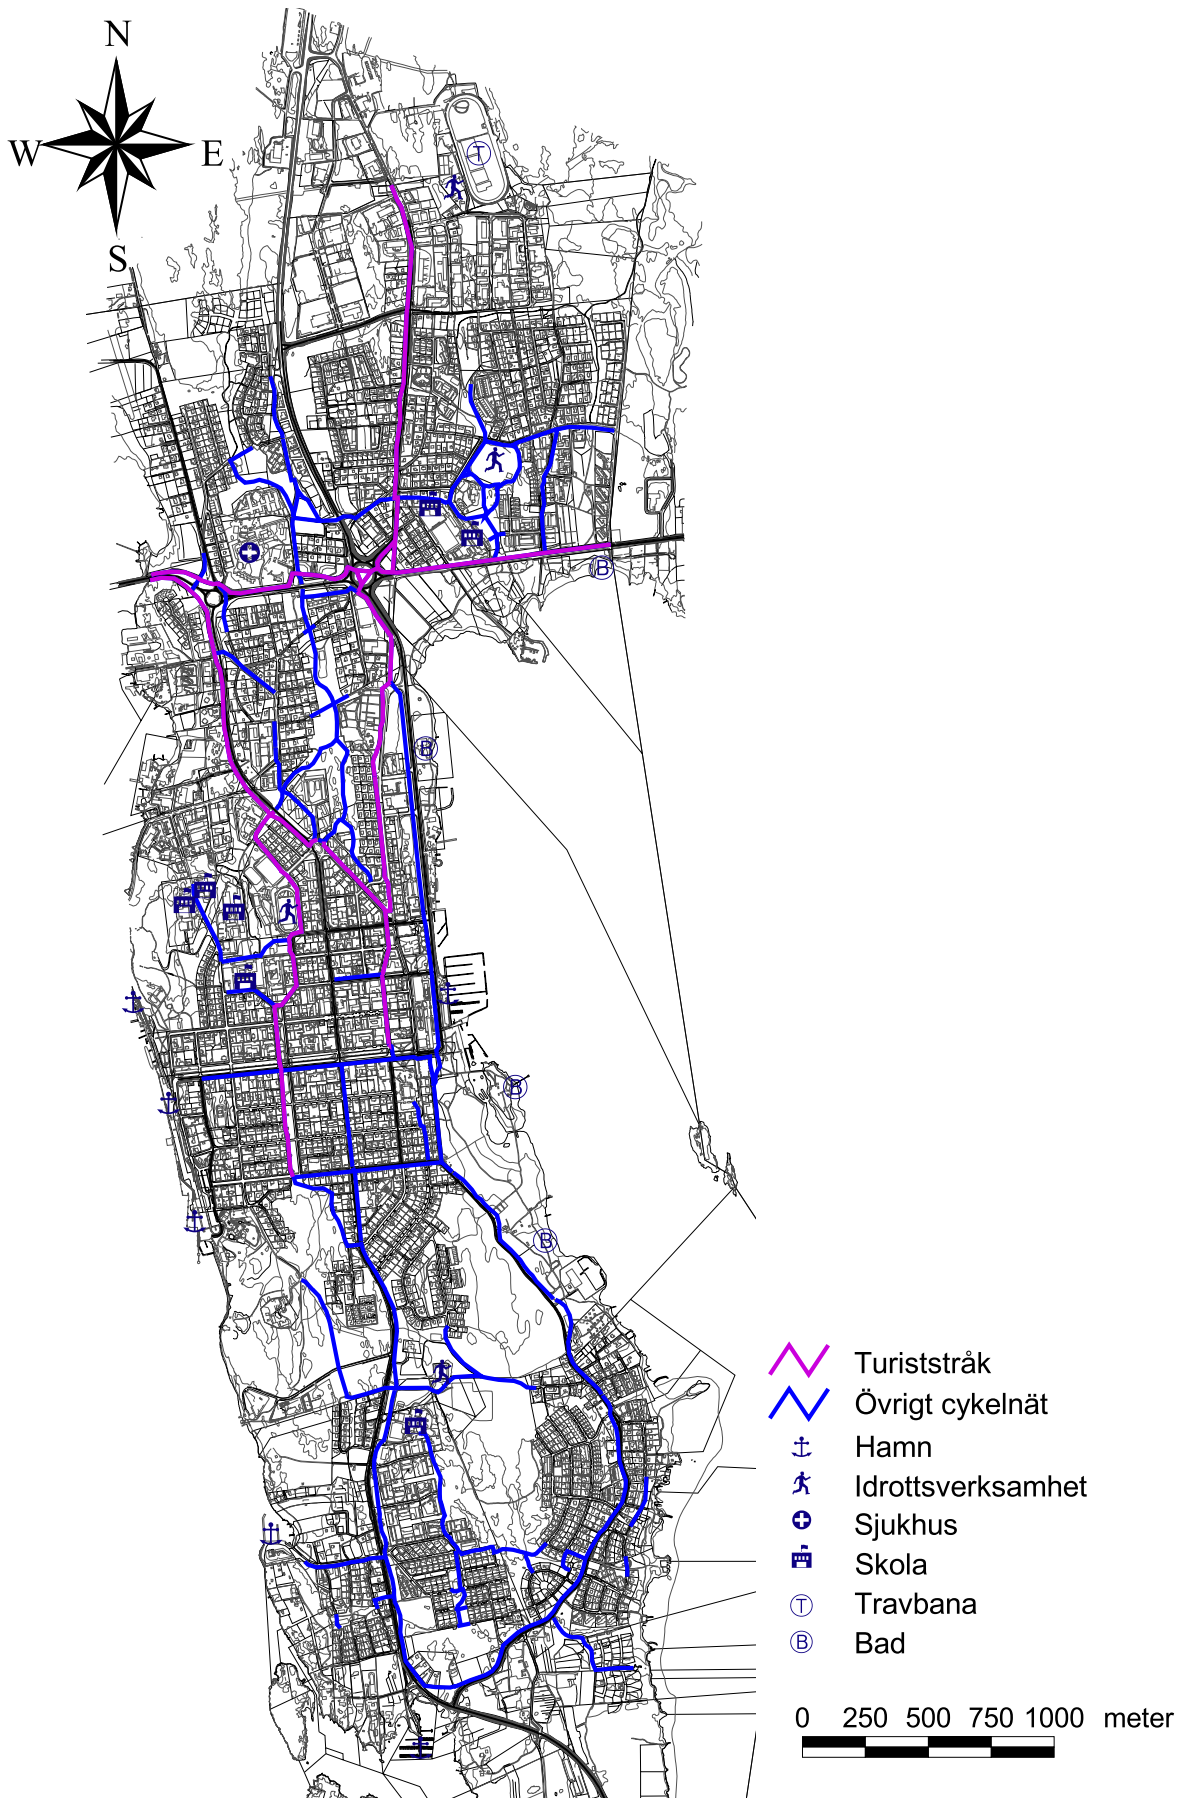 N
W E
S
T
B
B
B
B
Turiststråk
Övrigt cykelnät
Hamn
Idrottsverksamhet
Sjukhus
Skola
T Travbana
B Bad
0 250 500 750 1000 meter